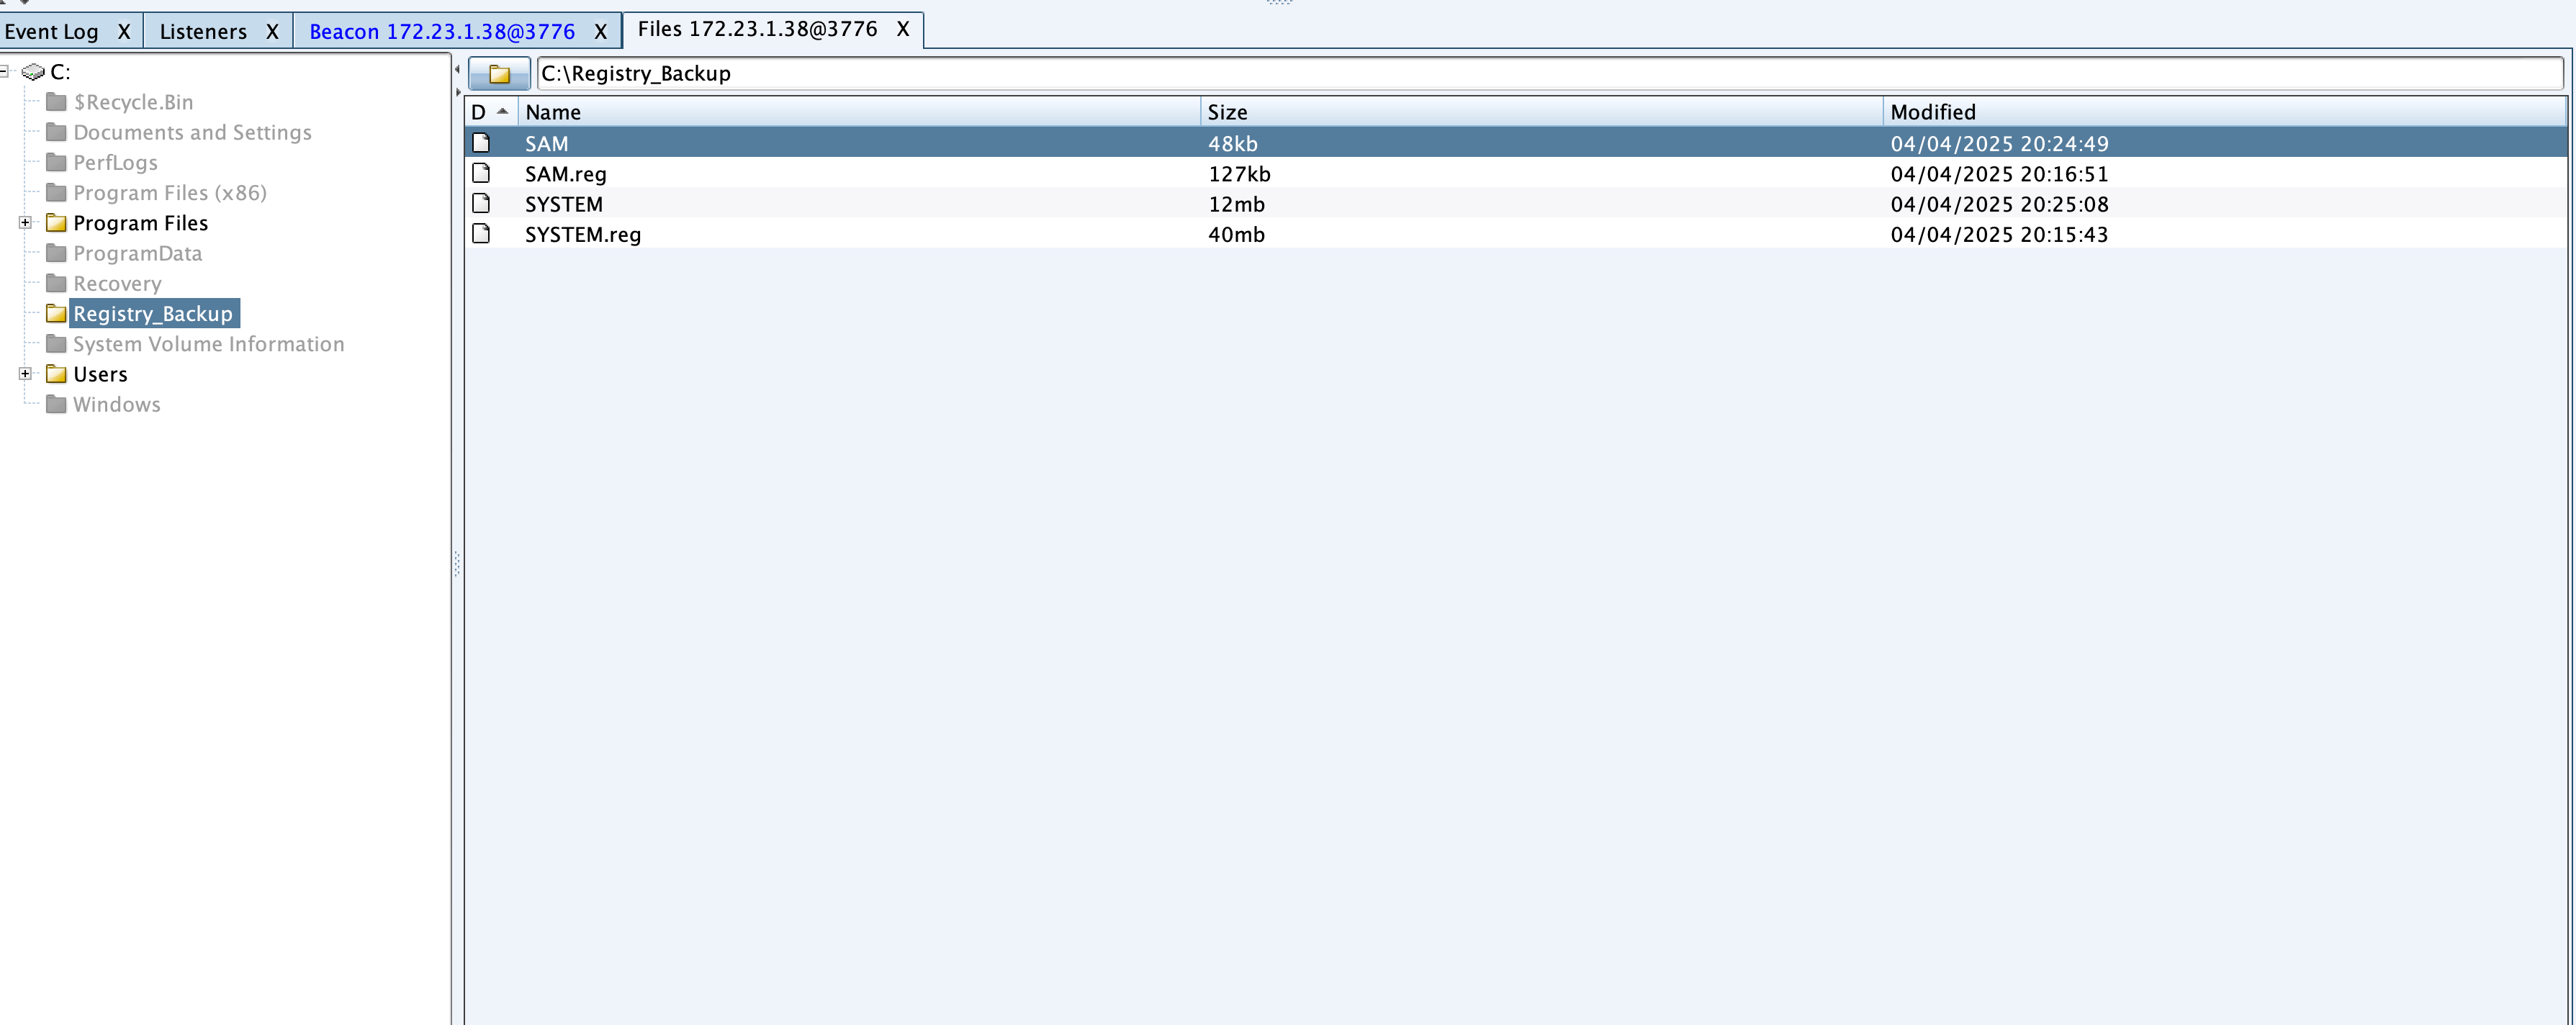 Event Log X Listeners X Beacon 172.23.1.38@3776 X Files 172.23.1.38@3776 X
C:
$Recycle.Bin
Documents and Settings
PerfLogs
Program Files (x86)
Program Files
ProgramData
Recovery
Registry_Backup
System Volume Information
Users
Windows
C:\Registry_Backup
D Name Size Modified
SAM 48kb 04/04/2025 20:24:49
SAM.reg 127kb 04/04/2025 20:16:51
SYSTEM 12mb 04/04/2025 20:25:08
SYSTEM.reg 40mb 04/04/2025 20:15:43